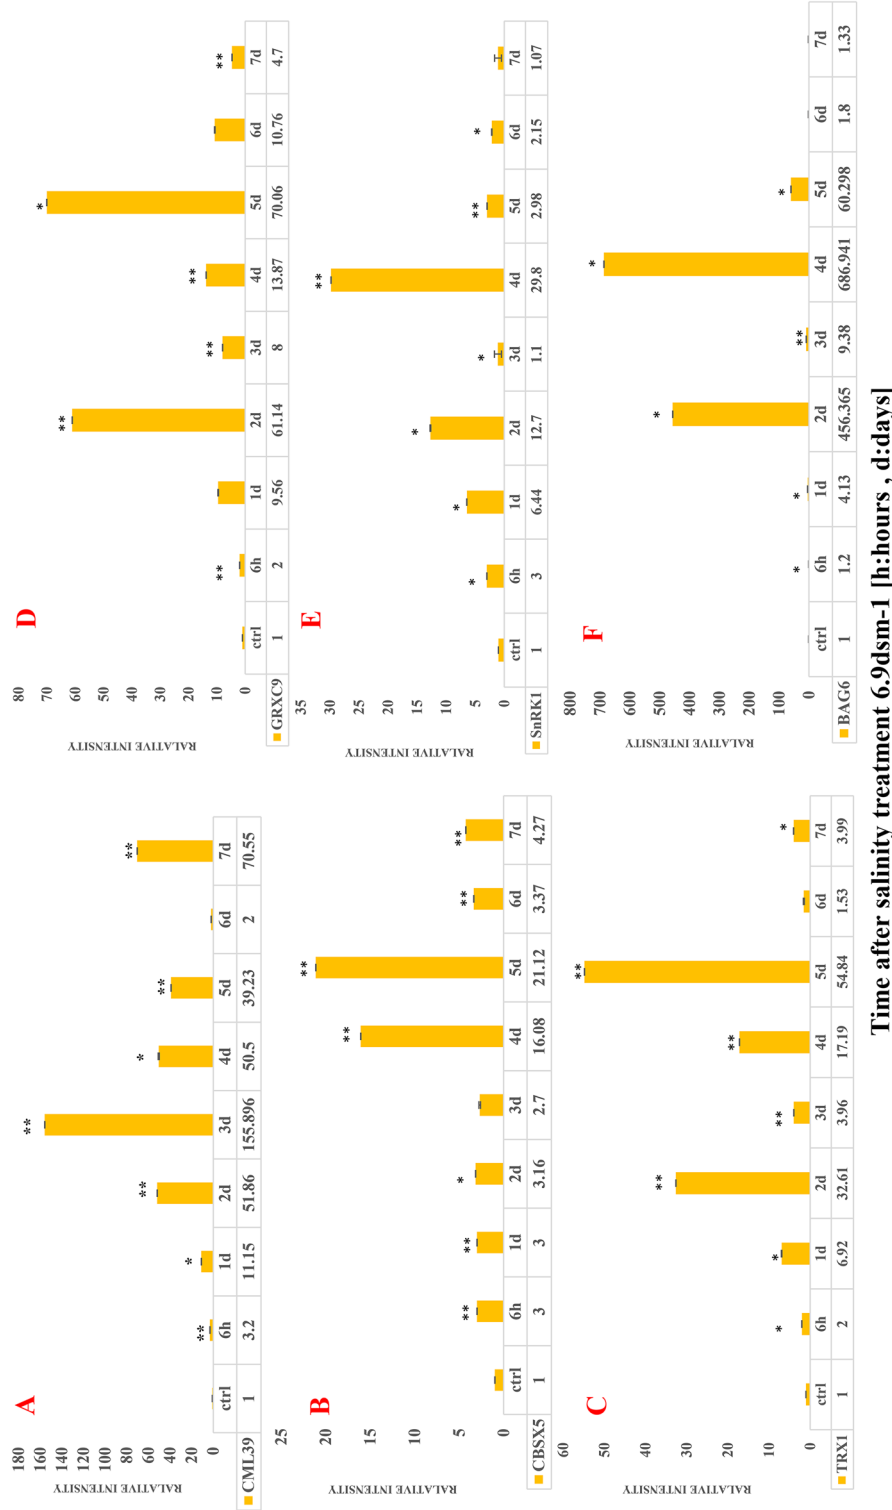 A
RALATIVE INTENSITY
180
160
140
120
100
80
60
40
20
0
** * ** ** * ** **
ctrl 6h 1d 2d 3d 4d 5d 6d 7d
CML39 1 3.2 11.15 51.86 155.896 50.5 39.23 2 70.55
B
RALATIVE INTENSITY
25
20
15
10
5
0
** ** * ** ** ** **
ctrl 6h 1d 2d 3d 4d 5d 6d 7d
CBSX5 1 3 3 3.16 2.7 16.08 21.12 3.37 4.27
C
RALATIVE INTENSITY
60
50
40
30
20
10
0
* * ** ** ** ** *
ctrl 6h 1d 2d 3d 4d 5d 6d 7d
TRX1 1 2 6.92 32.61 3.96 17.19 54.84 1.53 3.99
D
RALATIVE INTENSITY
80
70
60
50
40
30
20
10
0
** ** ** ** * **
ctrl 6h 1d 2d 3d 4d 5d 6d 7d
GRXC9 1 2 9.56 61.14 8 13.87 70.06 10.76 4.7
E
RALATIVE INTENSITY
35
30
25
20
15
10
5
0
* * * * ** ** *
ctrl 6h 1d 2d 3d 4d 5d 6d 7d
SnRK1 1 3 6.44 12.7 1.1 29.8 2.98 2.15 1.07
F
RALATIVE INTENSITY
800
700
600
500
400
300
200
100
0
* * * ** * *
ctrl 6h 1d 2d 3d 4d 5d 6d 7d
BAG6 1 1.2 4.13 456.365 9.38 686.941 60.298 1.8 1.33
Time after salinity treatment 6.9dsm-1 [h:hours , d:days]